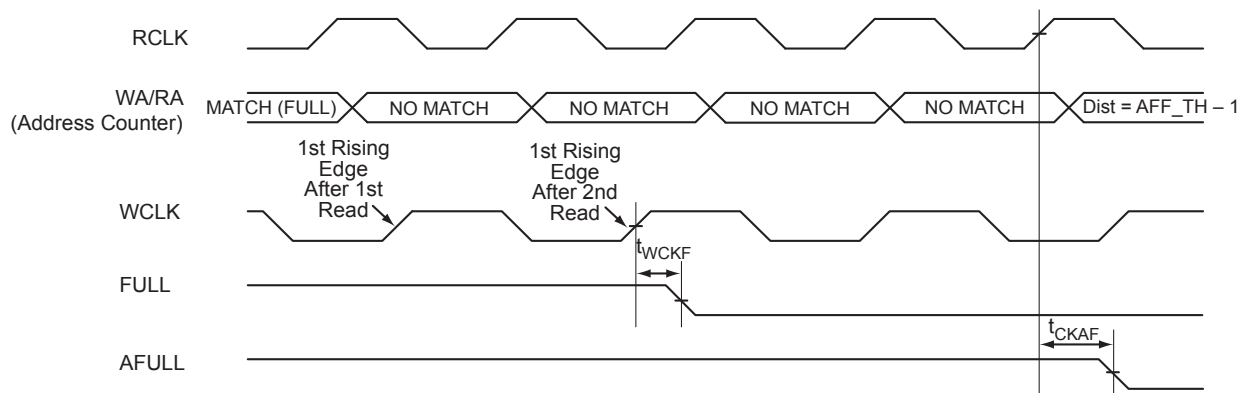 RCLK
WA/RA
(Address Counter)
MATCH (FULL)
NO MATCH
NO MATCH
NO MATCH
NO MATCH
Dist = AFF_TH – 1
1st Rising
Edge
After 1st
Read
1st Rising
Edge
After 2nd
Read
WCLK
tWCKF
FULL
tCKAF
AFULL